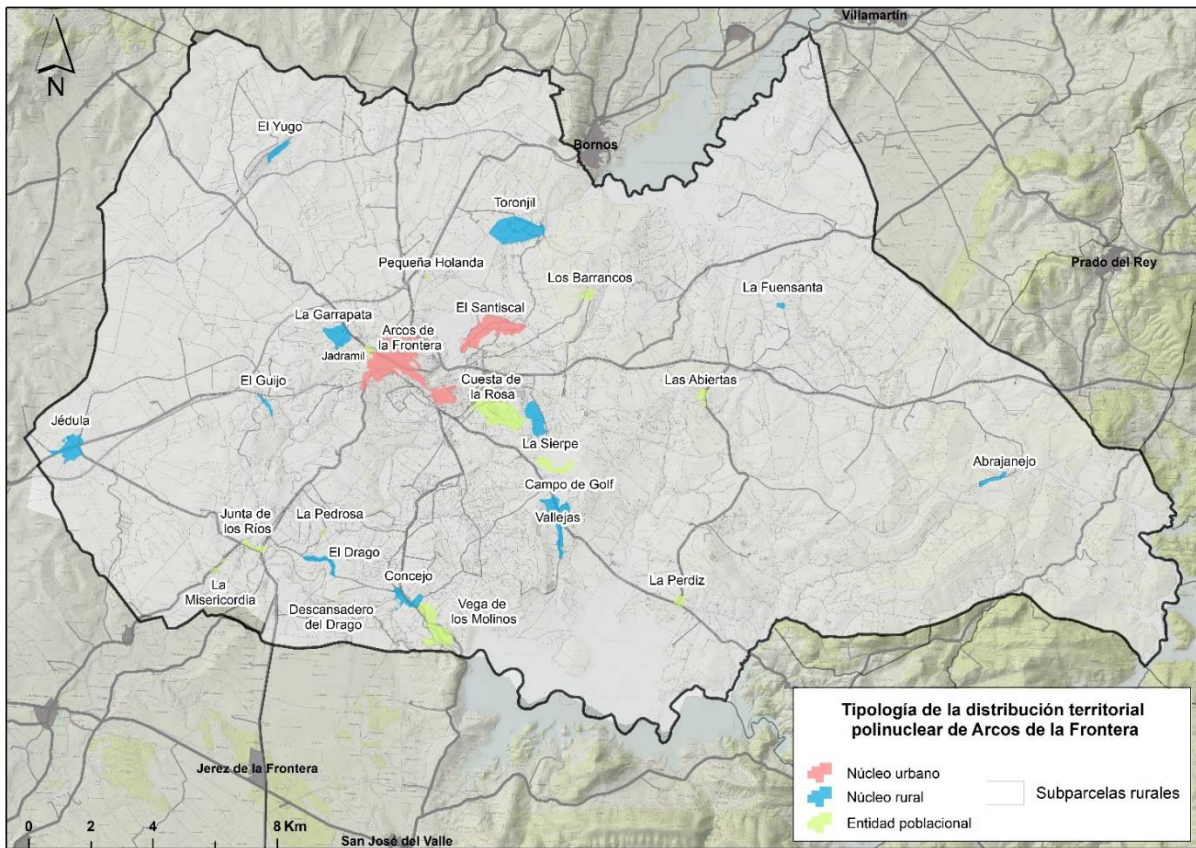 Villamartín
N
El Yugo
Bornos
Toronjil
Prado del Rey
Pequeña Holanda
Los Barrancos
La Fuensanta
El Santiscal
La Garrapata
Arcos de
la Frontera
Jadramil
El Guijo
Cuesta de
la Rosa
Las Abiertas
Jédula
La Sierpe
Abrajanejo
Campo de Golf
Vallejas
Junta de
los Ríos
La Pedrosa
El Drago
La
Misericordia
Concejo
La Perdiz
Descansadero
del Drago
Vega de
los Molinos
Jerez de la Frontera
San José del Valle
0 2 4 8 Km
Tipología de la distribución territorial
polinuclear de Arcos de la Frontera
Núcleo urbano
Núcleo rural
Entidad poblacional
Subparcelas rurales